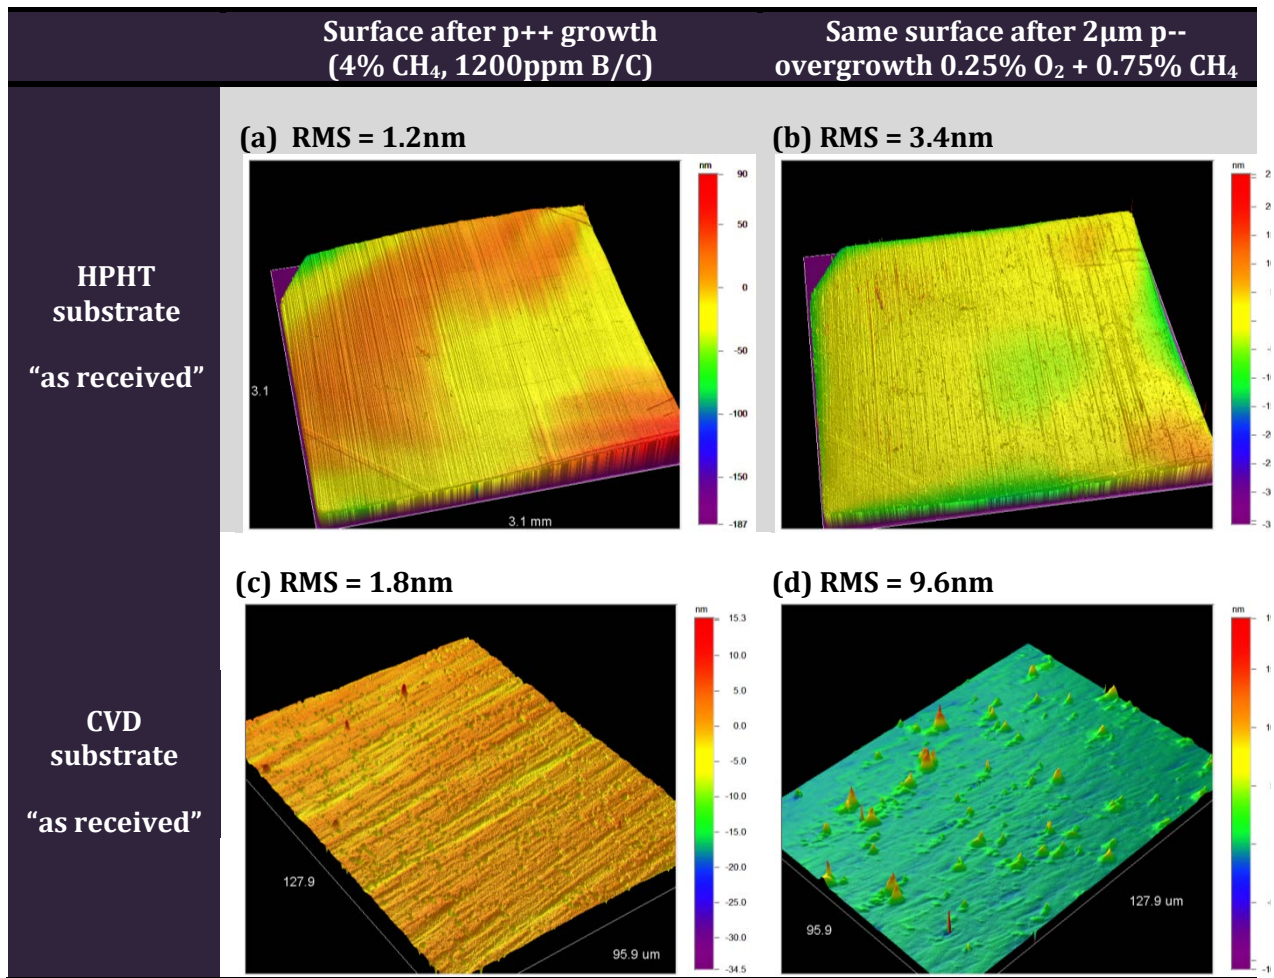 Surface after p++ growth
(4% CH₄, 1200ppm B/C)
Same surface after 2µm p--
overgrowth 0.25% O₂ + 0.75% CH₄
HPHT
substrate
“as received”
(a) RMS = 1.2nm
nm
90
50
0
-50
-100
-150
-187
3.1
3.1 mm
(b) RMS = 3.4nm
nm
CVD
substrate
“as received”
(c) RMS = 1.8nm
nm
15.3
10.0
5.0
0.0
-5.0
-10.0
-15.0
-20.0
-25.0
-30.0
-34.5
127.9
95.9 um
(d) RMS = 9.6nm
nm
95.9
127.9 um